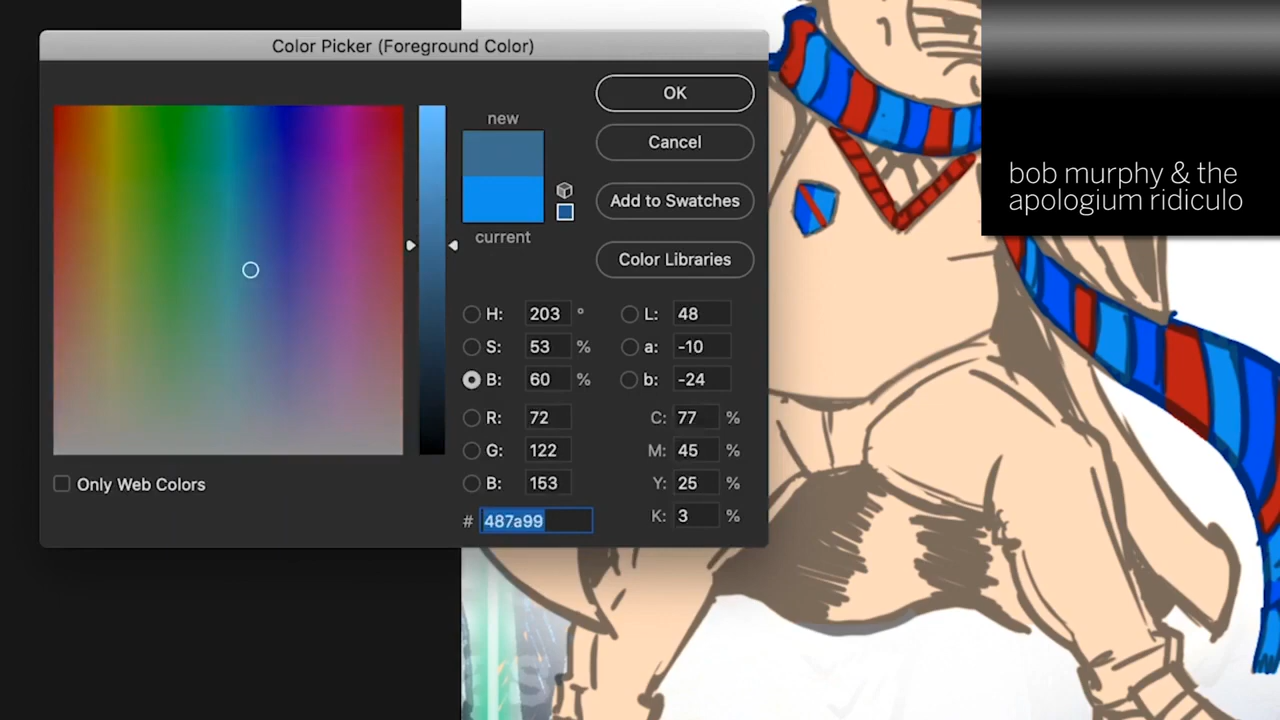 Color Picker (Foreground Color)
new
current
OK
Cancel
Add to Swatches
Color Libraries
H: 203 °
S: 53 %
B: 60 %
R: 72
G: 122
B: 153
# 487a99
L: 48
a: -10
b: -24
C: 77 %
M: 45 %
Y: 25 %
K: 3 %
Only Web Colors
bob murphy & the
apologium ridiculo